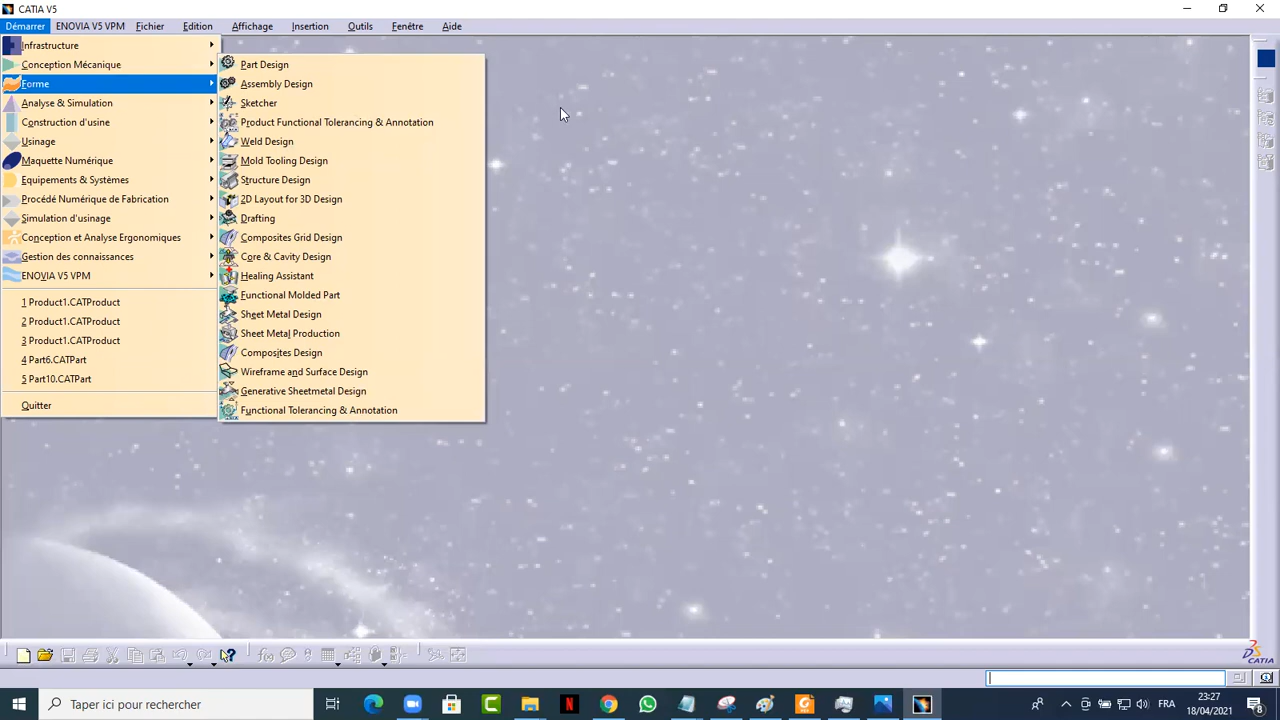 CATIA V5
Démarrer ENOVIA V5 VPM Fichier Edition Affichage Insertion Outils Fenêtre Aide
Infrastructure
Conception Mécanique
Forme
Analyse & Simulation
Construction d'usine
Usinage
Maquette Numérique
Equipements & Systèmes
Procédé Numérique de Fabrication
Simulation d'usinage
Conception et Analyse Ergonomiques
Gestion des connaissances
ENOVIA V5 VPM
1 Product1.CATProduct
2 Product1.CATProduct
3 Product1.CATProduct
4 Part6.CATPart
5 Part10.CATPart
Quitter
Part Design
Assembly Design
Sketcher
Product Functional Tolerancing & Annotation
Weld Design
Mold Tooling Design
Structure Design
2D Layout for 3D Design
Drafting
Composites Grid Design
Core & Cavity Design
Healing Assistant
Functional Molded Part
Sheet Metal Design
Sheet Metal Production
Composites Design
Wireframe and Surface Design
Generative Sheetmetal Design
Functional Tolerancing & Annotation
CATIA
Taper ici pour rechercher
FRA
23:27
18/04/2021
8